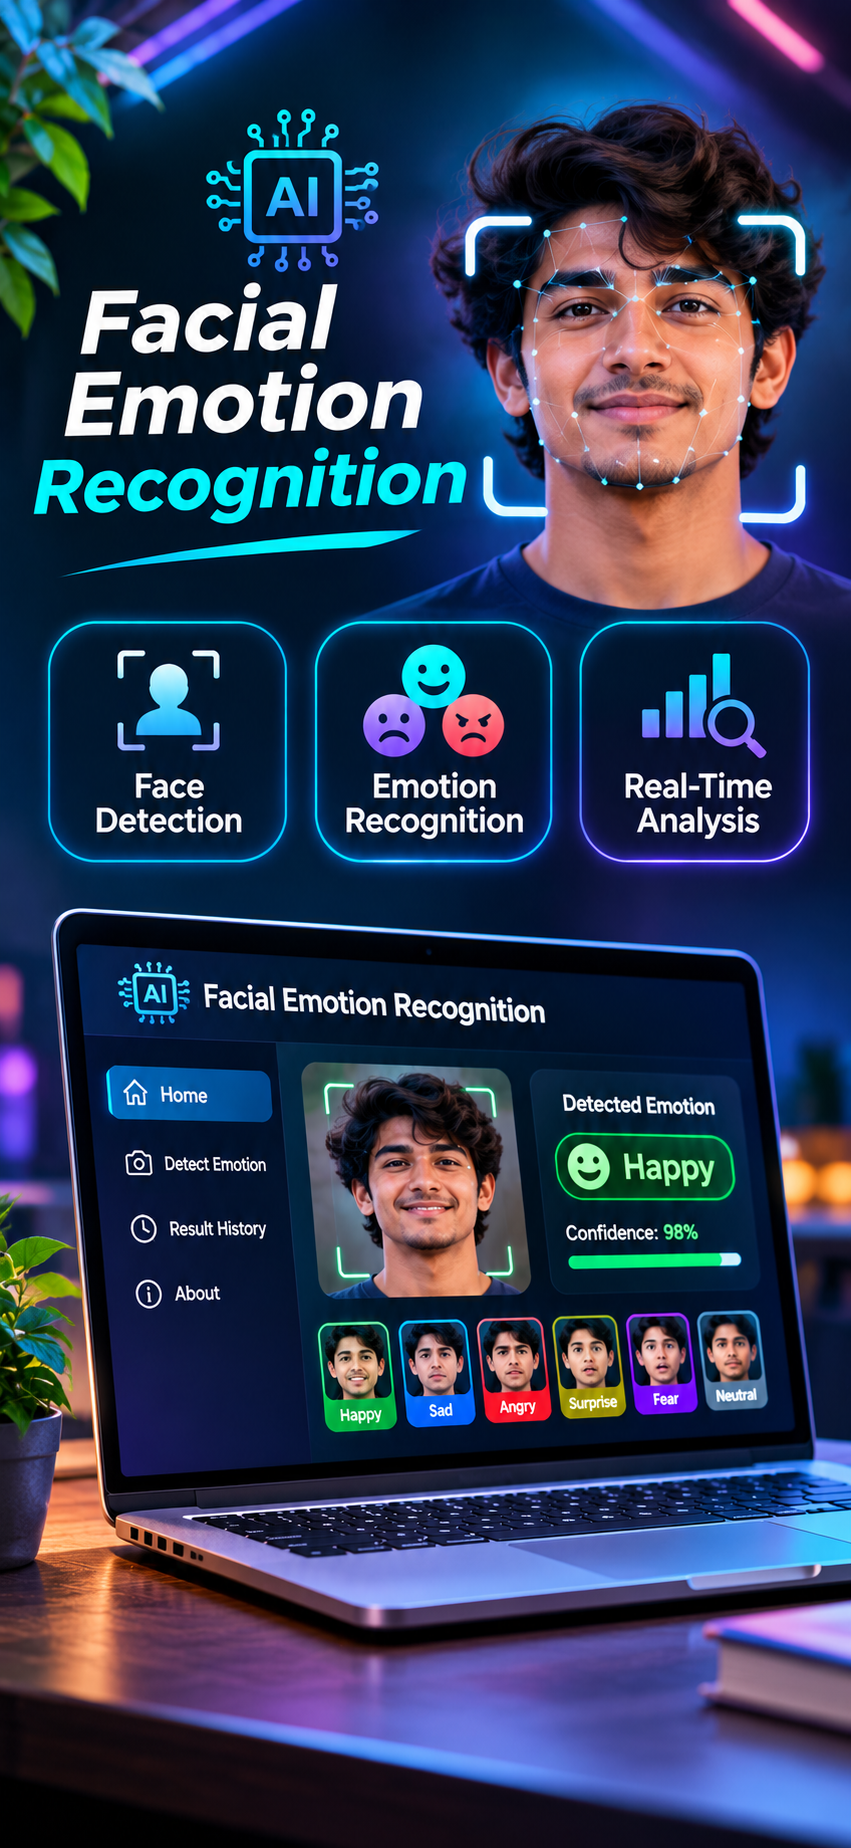 AI
Facial
Emotion
Recognition
Face
Detection
Emotion
Recognition
Real-Time
Analysis
AI
Facial Emotion Recognition
Home
Detect Emotion
Result History
About
Detected Emotion
Happy
Confidence: 98%
Happy
Sad
Angry
Surprise
Fear
Neutral